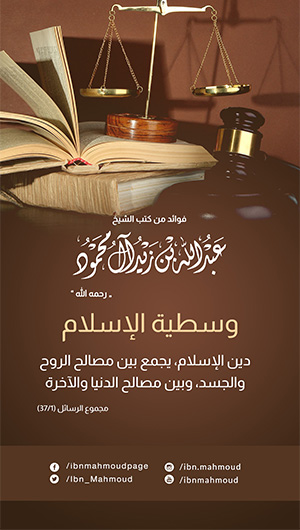 فوائد من كتب الشيخ
عبدالله بن زيد آل محمود
„ رحمه الله “
وسطية الإسلام
دين الإسلام، يجمع بين مصالح الروح
والجسد، وبين مصالح الدنيا والآخرة
مجموع الرسائل (37/1)
/ibnmahmoudpage
/ibn.mahmoud
/Ibn_Mahmoud
/ibnmahmoud